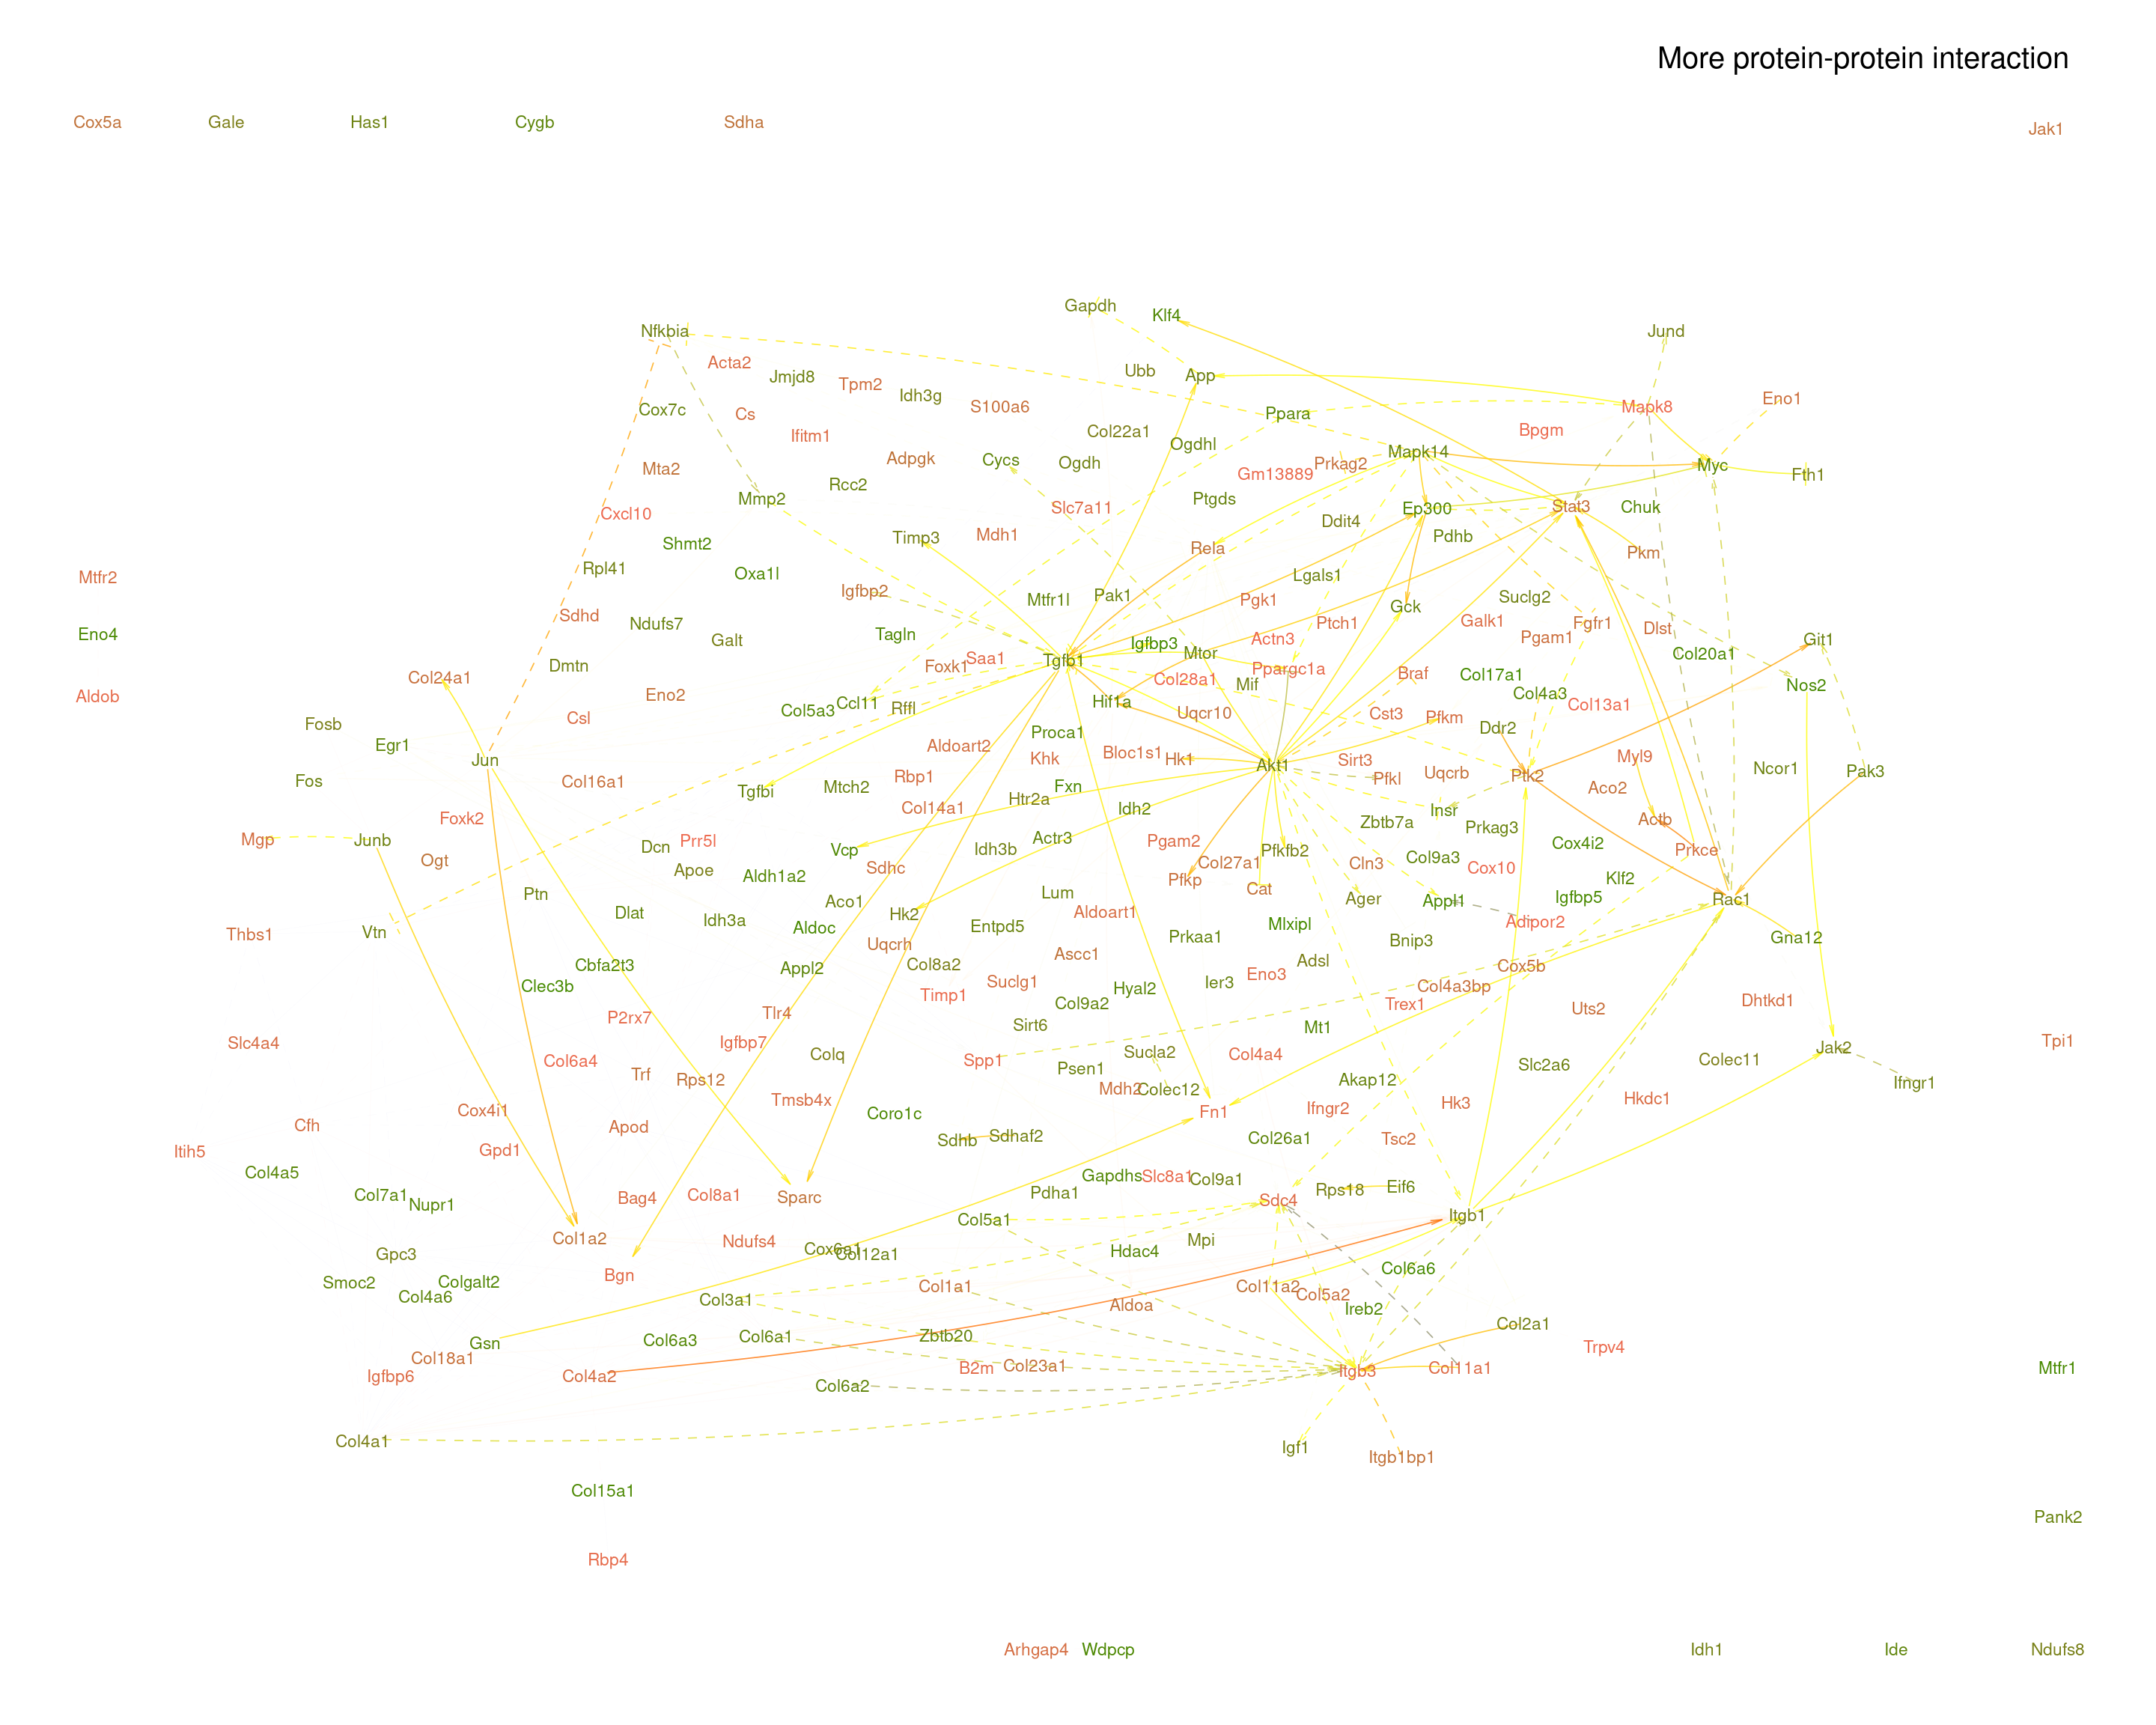 More protein-protein interaction
Cox5a Gale Has1 Cygb Sdha Jak1
Gapdh Klf4
Nfkbia Jund
Acta2 Jmjd8 Tpm2 Idh3g Ubb App
Cox7c Cs S100a6 Ppara Mapk8 Eno1
Ifitm1 Col22a1 Ogdhl Bpgm
Mta2 Adpgk Cycs Ogdh Gm13889 Prkag2 Mapk14 Myc Fth1
Rcc2 Mmp2 Ptgds
Cxcl10 Slc7a11 Ddit4 Ep300 Stat3 Chuk
Shmt2 Timp3 Mdh1 Rela Pdhb Pkm
Mtfr2 Rpl41 Oxa1l Igfbp2 Mtfr1l Pak1 Lgals1 Pgk1 Gck Suclg2
Eno4 Sdhd Ndufs7 Galt Tagln Igfbp3 Actn3 Ptch1 Galk1 Pgam1 Fgfr1 Dlst Git1
Dmtn Foxk1 Saa1 Tgfb1 Mtor Ppargc1a Col20a1
Aldob Col24a1 Eno2 Col28a1 Mif Braf Col17a1 Col4a3 Nos2
Fosb Csl Col5a3 Ccl11 Rffl Hif1a Uqcr10 Cst3 Pfkm Col13a1
Egr1 Jun Aldoart2 Proca1 Bloc1s1 Hk1 Akt1 Sirt3 Ddr2 Myl9
Fos Col16a1 Tgfbi Mtch2 Rbp1 Khk Fxn Pfkl Uqcrb Ptk2 Aco2 Ncor1 Pak3
Foxk2 Col14a1 Htr2a Idh2 Insr Zbtb7a Prkag3 Actb
Mgp Junb Ogt Dcn Prr5l Vcp Idh3b Actr3 Pgam2 Pfkfb2 Col9a3 Cox4i2 Prkce
Ptn Apoe Aldh1a2 Sdhc Pfkp Col27a1 Cat Cln3 Cox10 Klf2
Dlat Idh3a Aco1 Hk2 Lum Aldoart1 Ager Appl1 Igfbp5 Rac1
Thbs1 Vtn Aldoc Uqcrh Entpd5 Prkaa1 Mlxipl Bnip3 Adipor2 Gna12
Cbfa2t3 Clec3b Appl2 Col8a2 Ascc1 Adsl Cox5b
Timp1 Suclg1 Col9a2 Hyal2 Ier3 Eno3 Col4a3bp Trex1 Uts2 Dhtkd1
P2rx7 Tlr4 Sirt6 Mt1
Slc4a4 Col6a4 Igfbp7 Colq Spp1 Psen1 Sucla2 Col4a4 Slc2a6 Colec11 Jak2 Tpi1
Trf Rps12 Mdh2 Colec12 Akap12 Ifngr1
Cox4i1 Tmsb4x Coro1c Fn1 Ifngr2 Hk3 Hkdc1
Cfh Gpd1 Apod Sdhb Sdhaf2 Col26a1 Tsc2
Itih5 Col4a5 Col7a1 Nupr1 Bag4 Col8a1 Sparc Pdha1 Gapdhs Slc8a1 Col9a1 Sdc4 Rps18 Eif6
Col1a2 Ndufs4 Cox6a1 Col12a1 Col5a1 Hdac4 Mpi Itgb1
Gpc3 Smoc2 Col4a6 Colgalt2 Bgn Col3a1 Col1a1 Aldoa Col11a2 Col5a2 Ireb2 Col6a6
Gsn Col6a3 Col6a1 Zbtb20 Col2a1
Col18a1 Igfbp6 Col4a2 Col6a2 B2m Col23a1 Itgb3 Col11a1 Trpv4 Mtfr1
Col4a1 Igf1 Itgb1bp1
Col15a1 Pank2
Rbp4
Arhgap4 Wdpcp Idh1 Ide Ndufs8